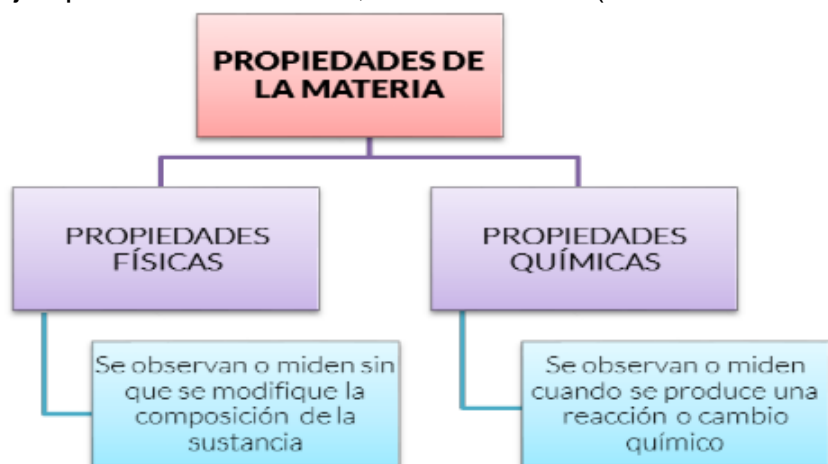 PROPIEDADES DE
LA MATERIA
PROPIEDADES
FÍSICAS
Se observan o miden sin
que se modifique la
composición de la
sustancia
PROPIEDADES
QUÍMICAS
Se observan o miden
cuando se produce una
reacción o cambio
químico